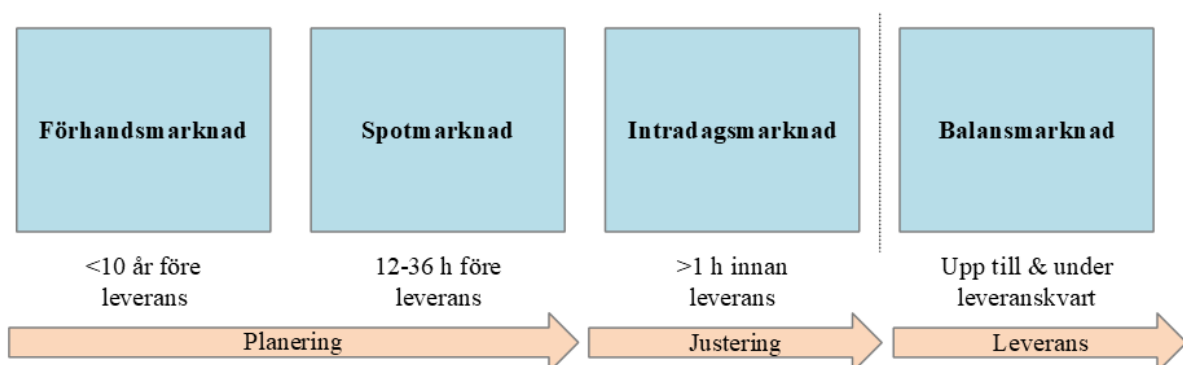 Förhandsmarknad
Spotmarknad
Intradagsmarknad
Balansmarknad
<10 år före
leverans
12-36 h före
leverans
>1 h innan
leverans
Upp till & under
leveranskvart
Planering
Justering
Leverans